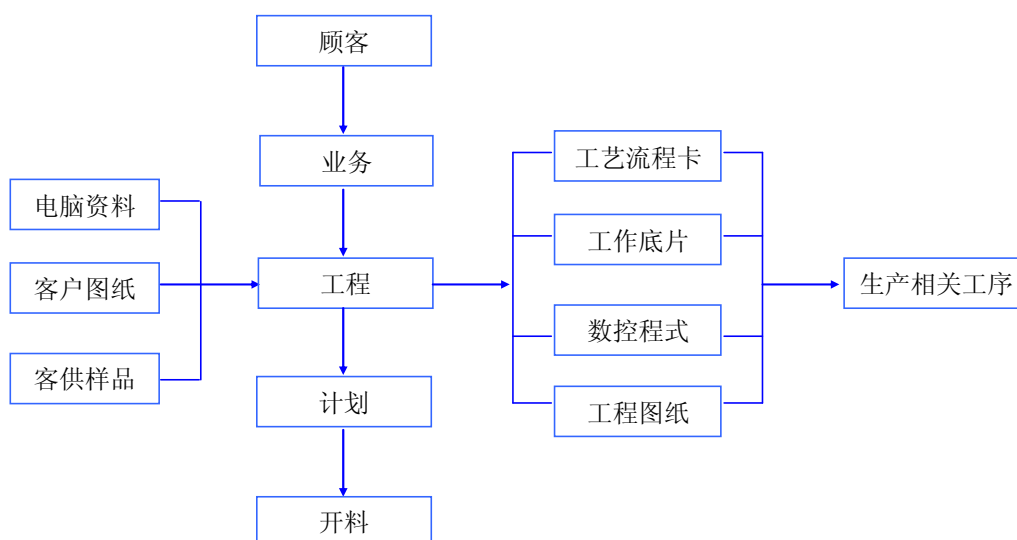 顾客
业务
工艺流程卡
电脑资料
工作底片
客户图纸
工程
生产相关工序
数控程式
客供样品
计划
工程图纸
开料